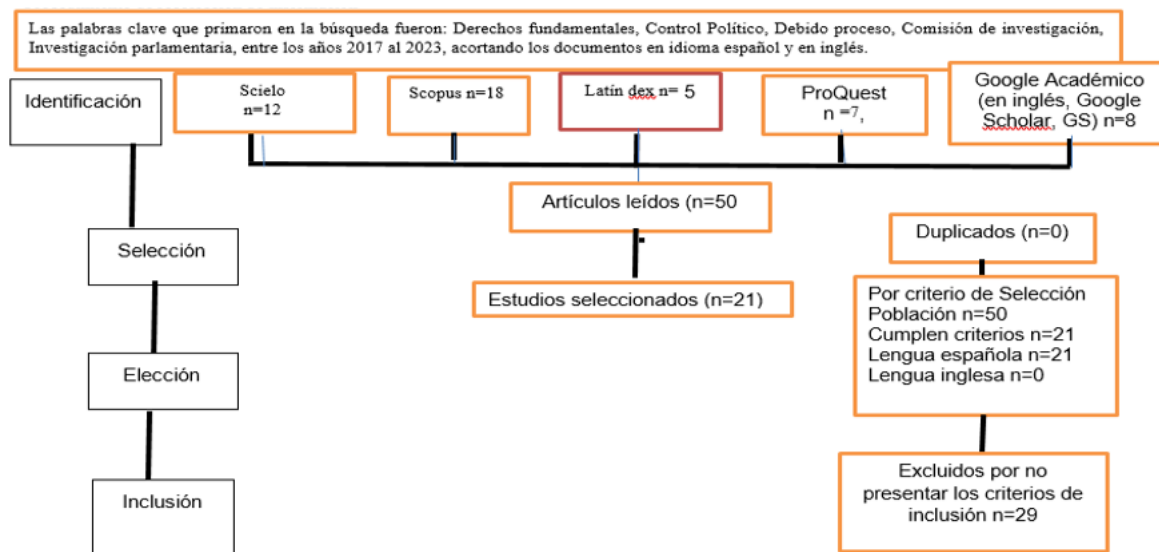 Las palabras clave que primaron en la búsqueda fueron: Derechos fundamentales, Control Político, Debido proceso, Comisión de investigación,
Investigación parlamentaria, entre los años 2017 al 2023, acortando los documentos en idioma español y en inglés.
Identificación
Scielo
n=12
Scopus n=18
Latín dex n= 5
ProQuest
n =7,
Google Académico
(en inglés, Google
Scholar, GS) n=8
Artículos leídos (n=50
Selección
Duplicados (n=0)
Estudios seleccionados (n=21)
Por criterio de Selección
Población n=50
Cumplen criterios n=21
Lengua española n=21
Lengua inglesa n=0
Elección
Excluidos por no
presentar los criterios de
inclusión n=29
Inclusión